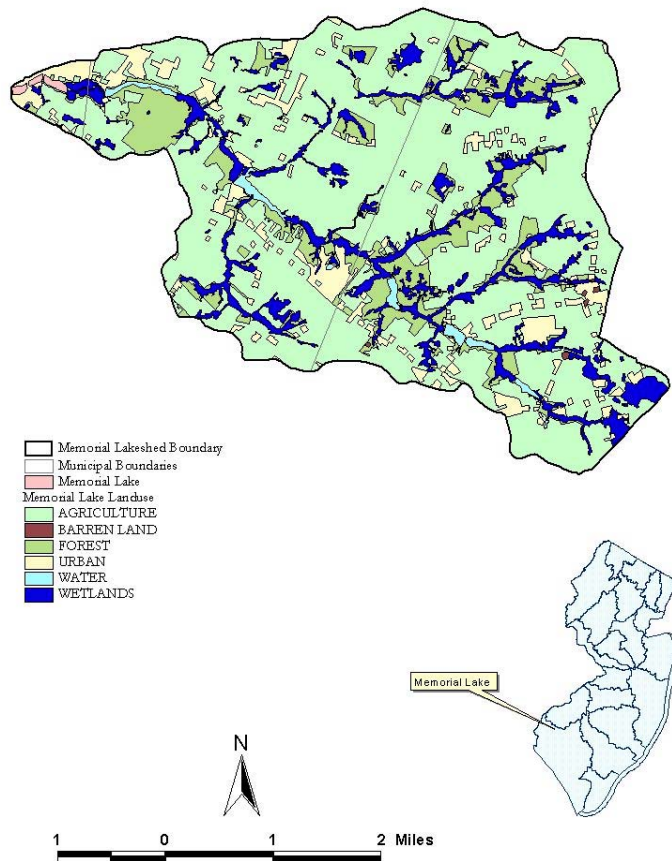 Memorial Lakeshed Boundary
Municipal Boundaries
Memorial Lake
Memorial Lake Landuse
AGRICULTURE
BARREN LAND
FOREST
URBAN
WATER
WETLANDS
Memorial Lake
N
1 0 1 2 Miles